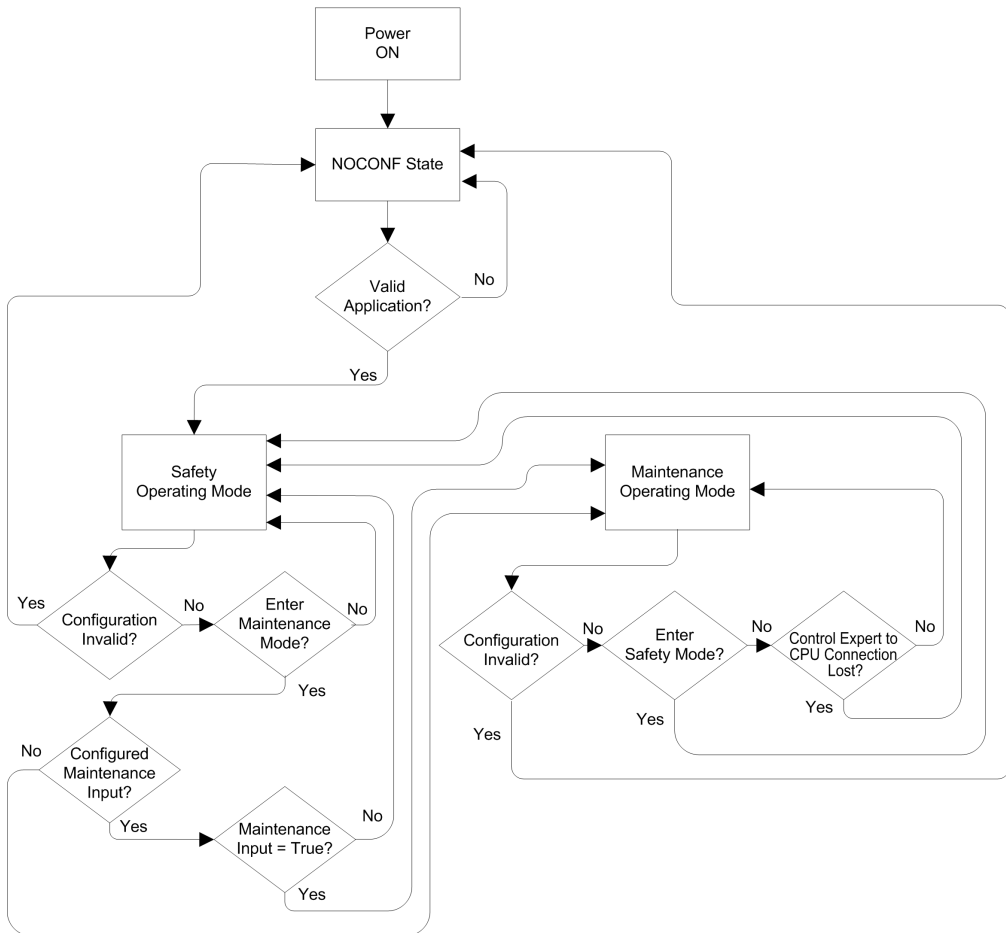 Power
ON
NOCONF State
Valid
Application?
No
Yes
Safety
Operating Mode
Maintenance
Operating Mode
Yes
Configuration
Invalid?
No
Enter
Maintenance
Mode?
No
Yes
Configuration
Invalid?
No
Enter
Safety Mode?
No
Control Expert to
CPU Connection
Lost?
No
Yes
Yes
Yes
No
Configured
Maintenance
Input?
Yes
Maintenance
Input = True?
No
Yes